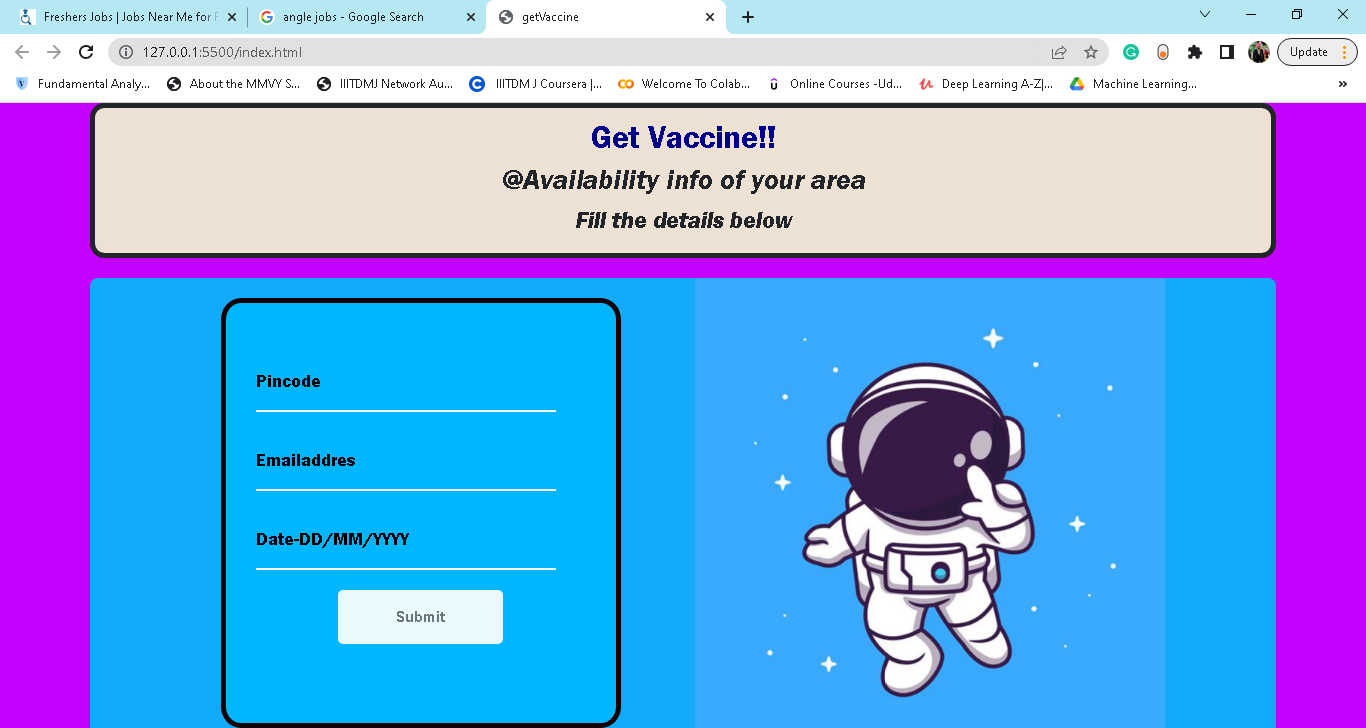 Freshers Jobs | Jobs Near Me for F
angle jobs - Google Search
getVaccine
127.0.0.1:5500/index.html
Update
Fundamental Analy...
About the MMVY S...
IIITDMJ Network Au...
IIITDM J Coursera |...
Welcome To Colab...
Online Courses -Ud...
Deep Learning A-Z|...
Machine Learning...
»
Get Vaccine!!
@Availability info of your area
Fill the details below
Pincode
Emailaddres
Date-DD/MM/YYYY
Submit